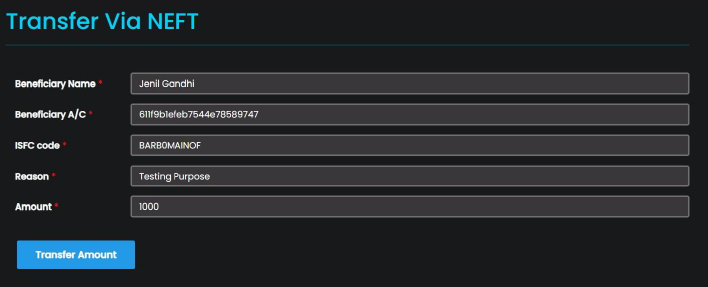 Transfer Via NEFT
Beneficiary Name * Jenil Gandhi
Beneficiary A/C * 611f9b1efeb7544e78589747
ISFC code * BARB0MAINOF
Reason * Testing Purpose
Amount * 1000
Transfer Amount